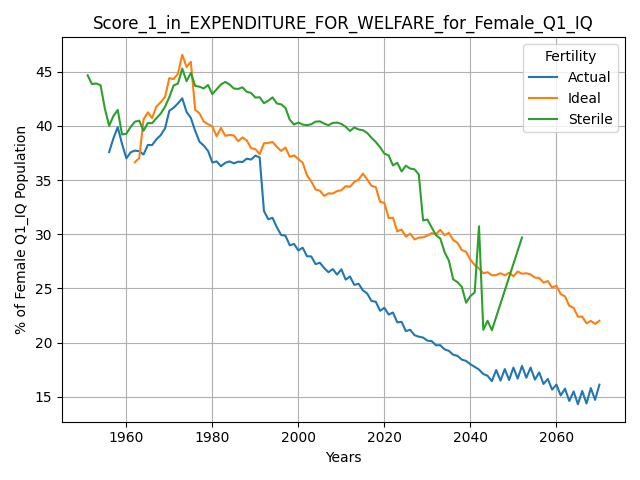 Score_1_in_EXPENDITURE_FOR_WELFARE_for_Female_Q1_IQ
Fertility
Actual
Ideal
Sterile
% of Female Q1_IQ Population
45
40
35
30
25
20
15
1960 1980 2000 2020 2040 2060
Years